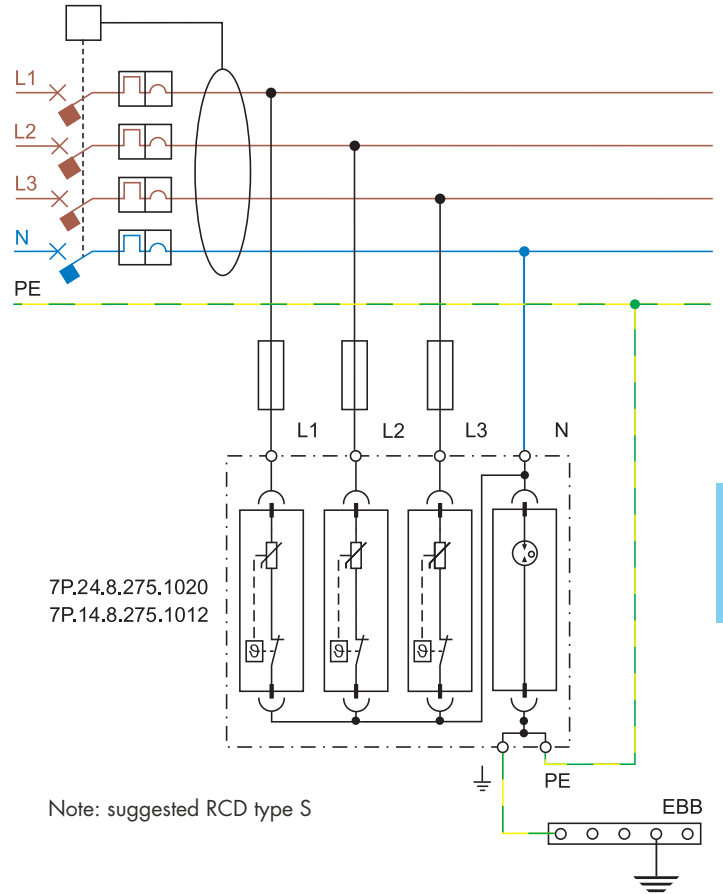 L1
L2
L3
N
PE
L1 L2 L3 N
7P.24.8.275.1020
7P.14.8.275.1012
ϑ ϑ ϑ
PE
Note: suggested RCD type S
EBB